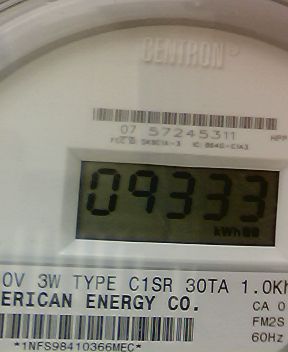 CENTRON®
07 57245311
09333
kWh
0V 3W TYPE C1SR 30TA 1.0Kh
ERICAN ENERGY CO.
CA 0
FM2S
60Hz
*1NFS98410366MEC*